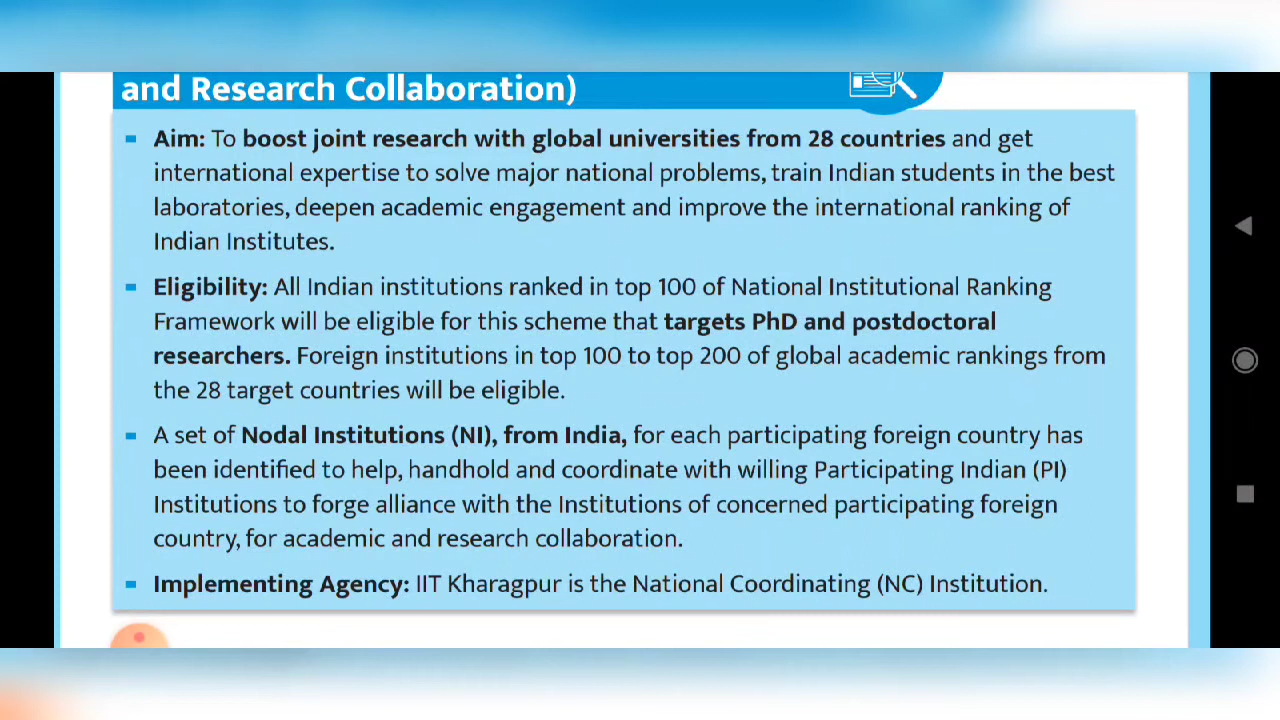 and Research Collaboration)
Aim: To boost joint research with global universities from 28 countries and get
international expertise to solve major national problems, train Indian students in the best
laboratories, deepen academic engagement and improve the international ranking of
Indian Institutes.
Eligibility: All Indian institutions ranked in top 100 of National Institutional Ranking
Framework will be eligible for this scheme that targets PhD and postdoctoral
researchers. Foreign institutions in top 100 to top 200 of global academic rankings from
the 28 target countries will be eligible.
A set of Nodal Institutions (NI), from India, for each participating foreign country has
been identified to help, handhold and coordinate with willing Participating Indian (PI)
Institutions to forge alliance with the Institutions of concerned participating foreign
country, for academic and research collaboration.
Implementing Agency: IIT Kharagpur is the National Coordinating (NC) Institution.